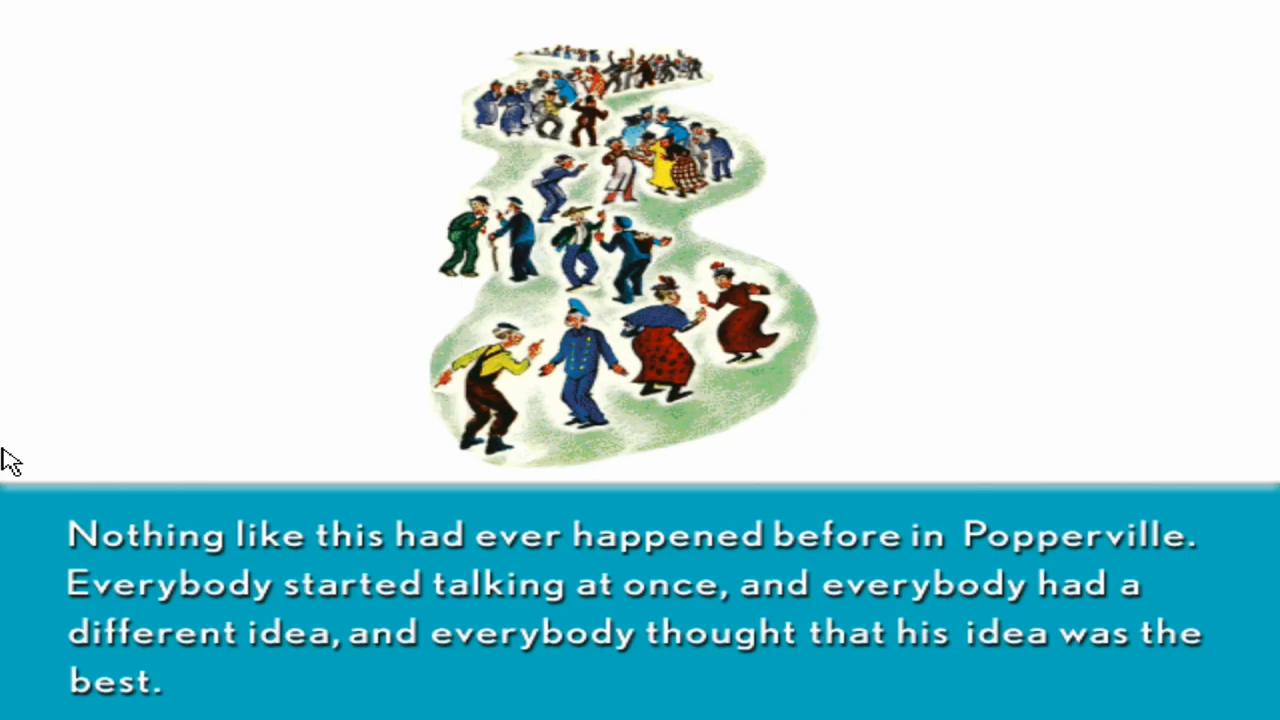 Nothing like this had ever happened before in Popperville.
Everybody started talking at once, and everybody had a
different idea, and everybody thought that his idea was the
best.